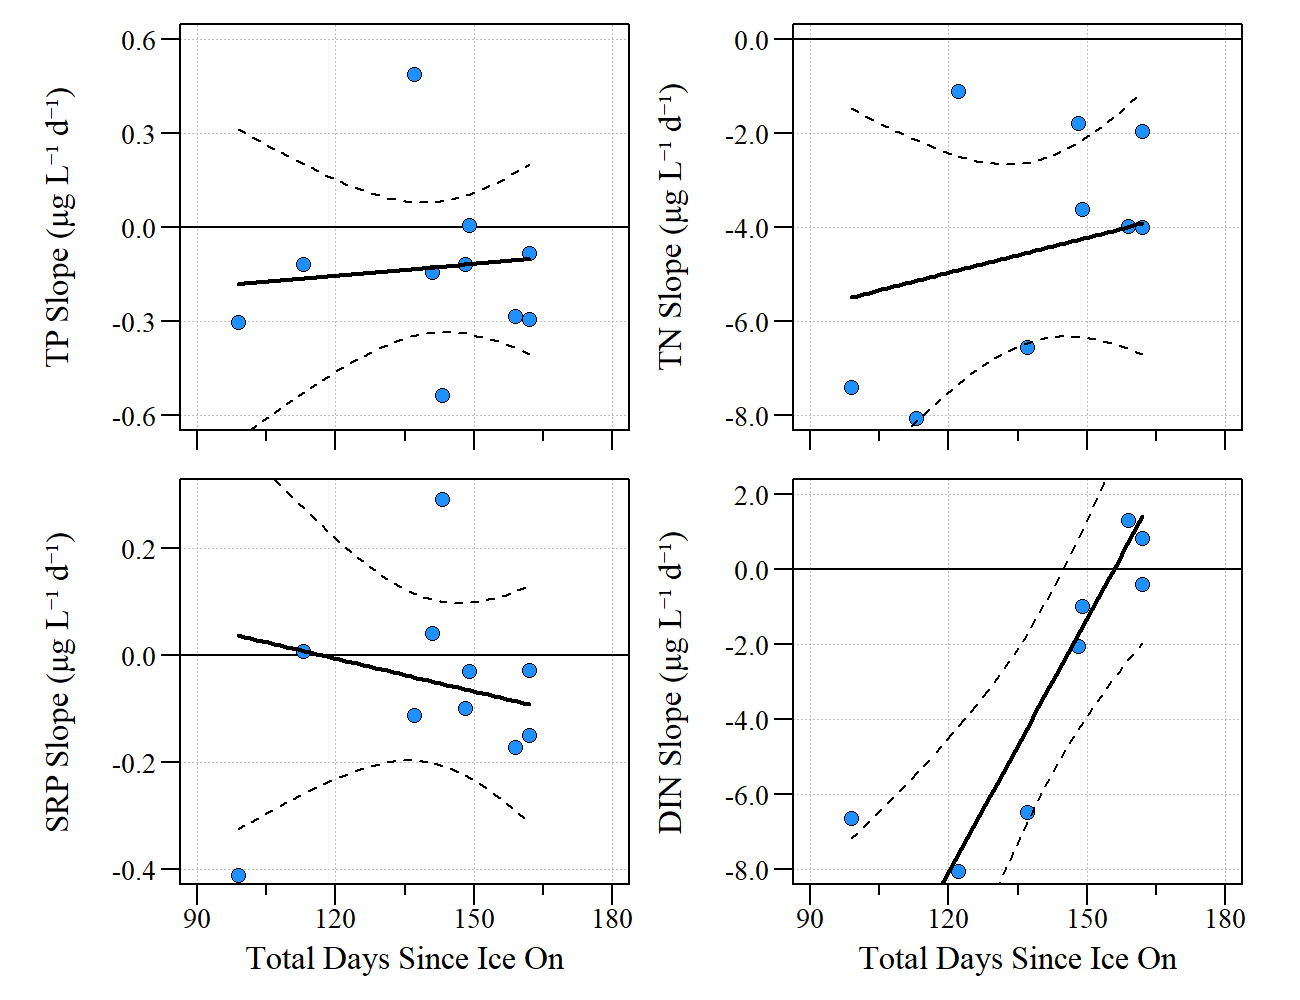 TP Slope (µg L⁻¹ d⁻¹)
0.6
0.3
0.0
-0.3
-0.6
TN Slope (µg L⁻¹ d⁻¹)
0.0
-2.0
-4.0
-6.0
-8.0
SRP Slope (µg L⁻¹ d⁻¹)
0.2
0.0
-0.2
-0.4
90 120 150 180
Total Days Since Ice On
DIN Slope (µg L⁻¹ d⁻¹)
2.0
0.0
-2.0
-4.0
-6.0
-8.0
90 120 150 180
Total Days Since Ice On